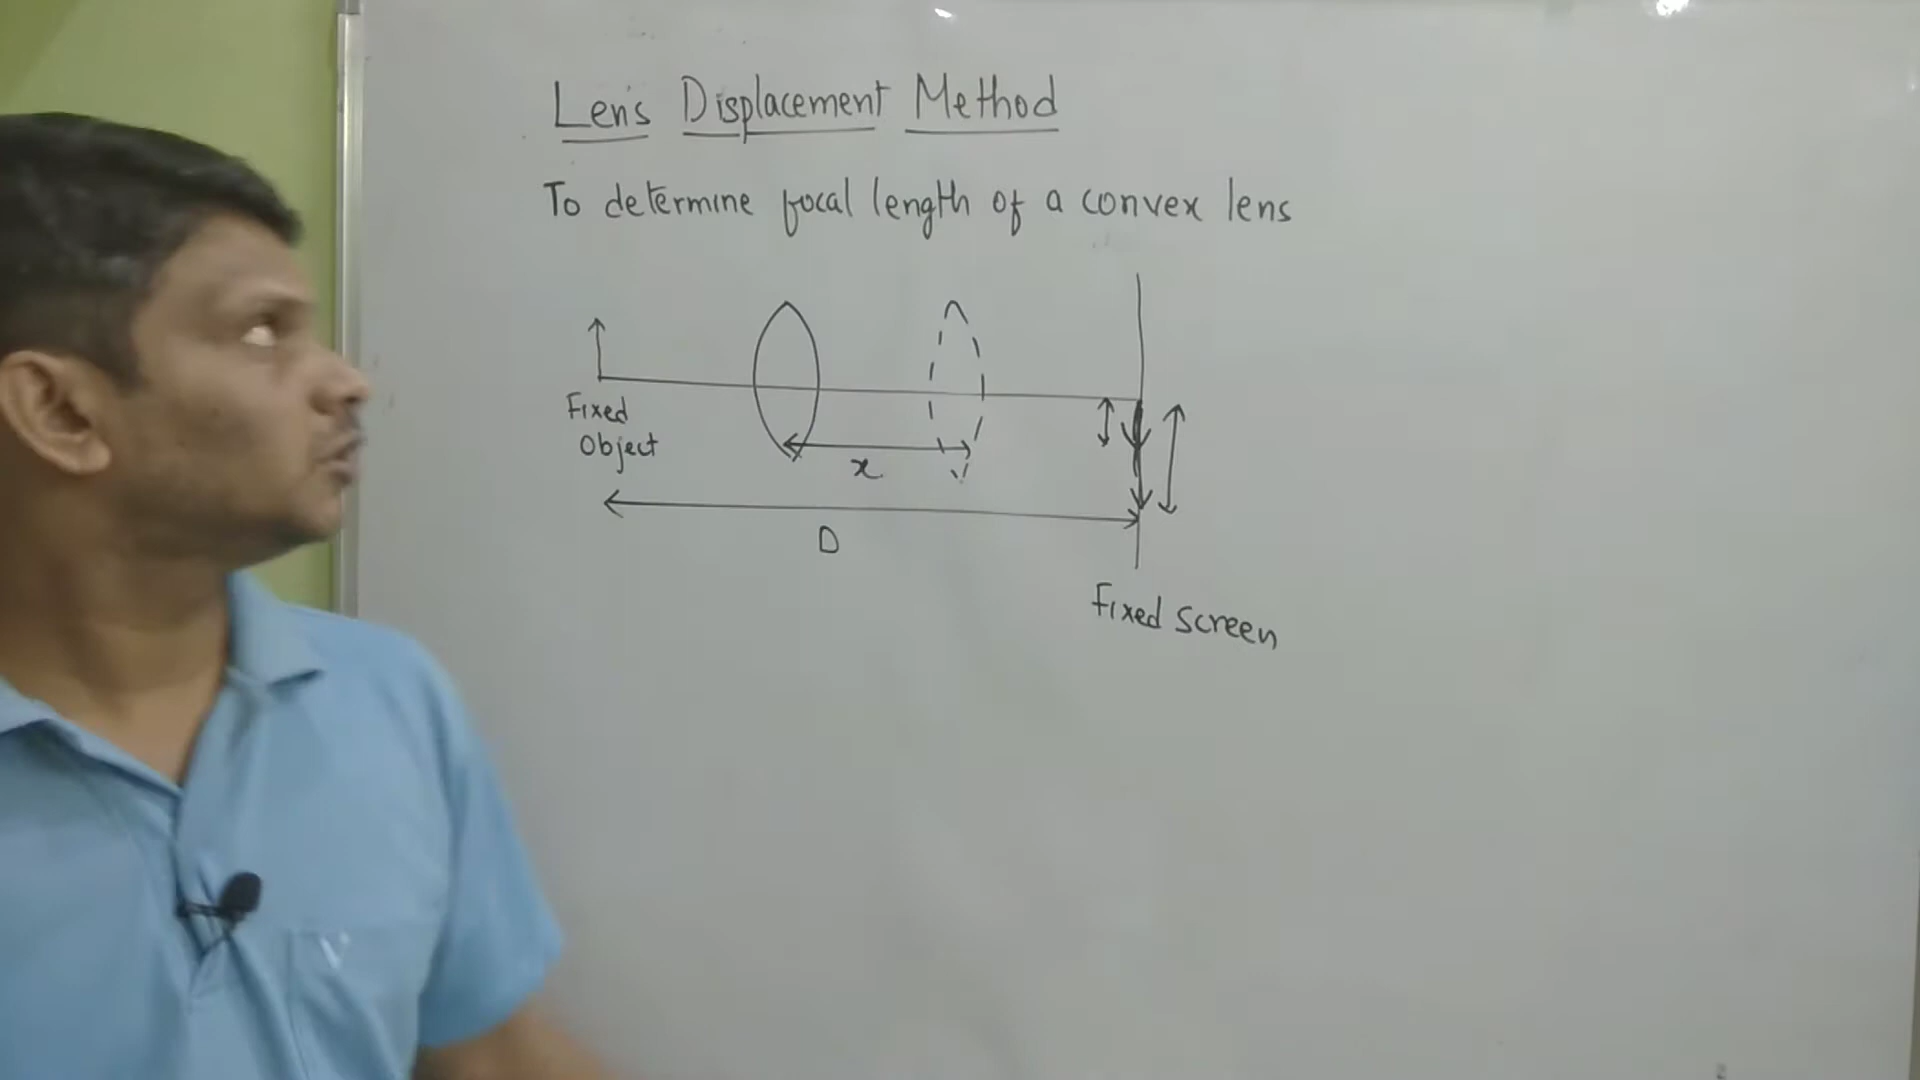 Lens Displacement Method
To determine focal length of a convex lens
Fixed
Object
x
D
Fixed Screen